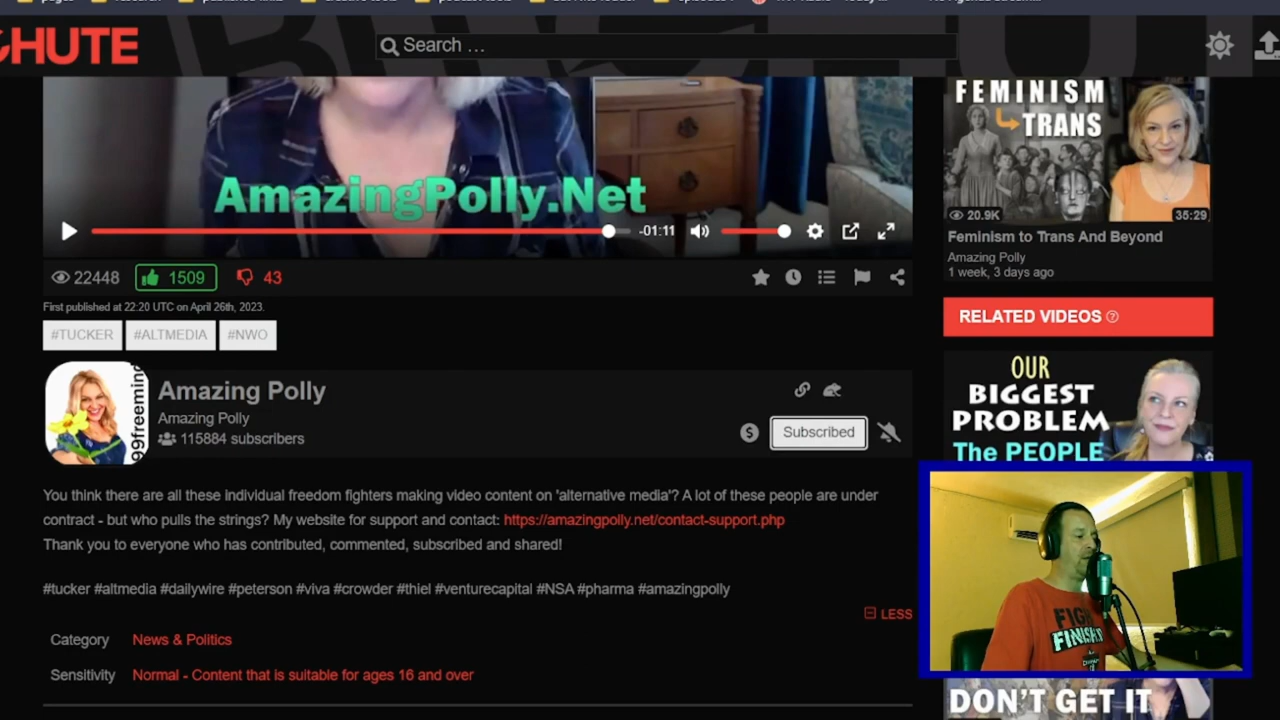 HUTE
Search …
AmazingPolly.Net
-01:11
22448
1509
43
First published at 22:20 UTC on April 26th, 2023.
#TUCKER
#ALTMEDIA
#NWO
99freemind
Amazing Polly
Amazing Polly
115884 subscribers
Subscribed
You think there are all these individual freedom fighters making video content on 'alternative media'? A lot of these people are under
contract - but who pulls the strings? My website for support and contact: https://amazingpolly.net/contact-support.php
Thank you to everyone who has contributed, commented, subscribed and shared!
#tucker #altmedia #dailywire #peterson #viva #crowder #thiel #venturecapital #NSA #pharma #amazingpolly
LESS
Category
News & Politics
Sensitivity
Normal - Content that is suitable for ages 16 and over
FEMINISM
TRANS
20.9K
35:29
Feminism to Trans And Beyond
Amazing Polly
1 week, 3 days ago
RELATED VIDEOS
OUR
BIGGEST
PROBLEM
The PEOPLE
DON'T GET IT